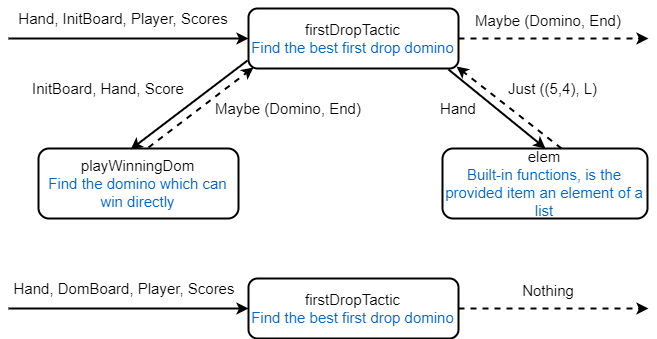 Hand, InitBoard, Player, Scores
firstDropTactic
Find the best first drop domino
Maybe (Domino, End)
InitBoard, Hand, Score
Maybe (Domino, End)
Just ((5,4), L)
Hand
playWinningDom
Find the domino which can
win directly
elem
Built-in functions, is the
provided item an element of a
list
Hand, DomBoard, Player, Scores
firstDropTactic
Find the best first drop domino
Nothing